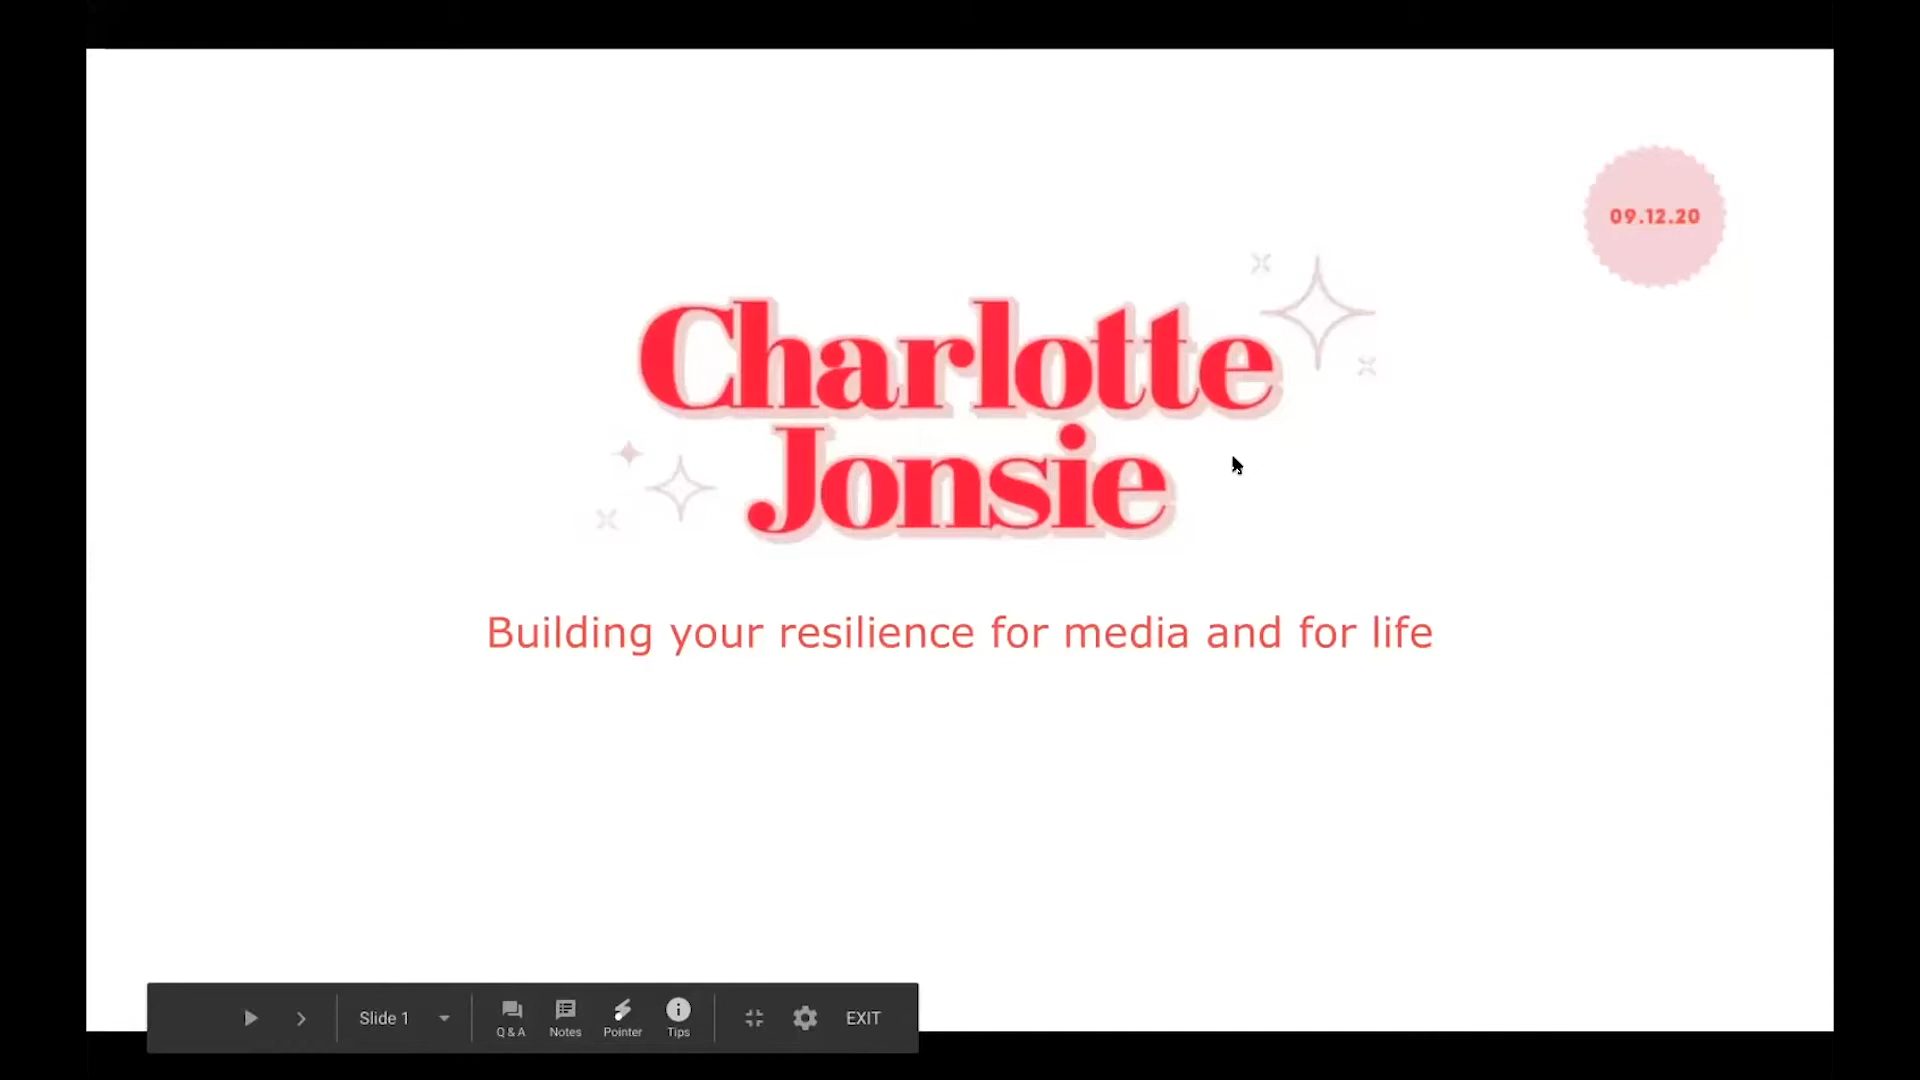 09.12.20
Charlotte
Jonsie
Building your resilience for media and for life
Slide 1
Q & A
Notes
Pointer
Tips
EXIT